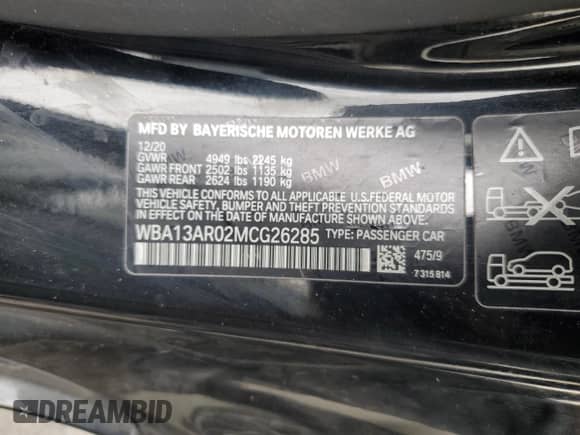 MFD BY BAYERISCHE MOTOREN WERKE AG
12/20
GVWR 4949 lbs 2245 kg
GAWR FRONT 2502 lbs 1135 kg
GAWR REAR 2624 lbs 1190 kg
BMW BMW
BMW
THIS VEHICLE CONFORMS TO ALL APPLICABLE U.S.FEDERAL MOTOR
VEHICLE SAFETY, BUMPER AND THEFT PREVENTION
STANDARDS IN EFFECT ON THE DATE OF MANUFACTURE SHOWN ABOVE.
WBA13AR02MCG26285 TYPE: PASSENGER CAR
475/9
7 315 814
DREAMBID